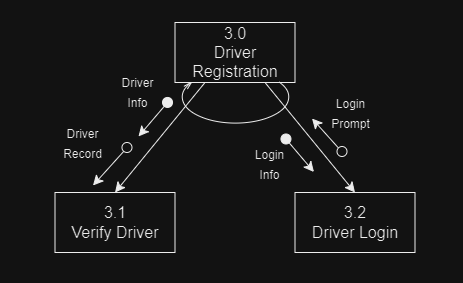 3.0
Driver
Registration
Driver
Info
Login
Prompt
Driver
Record
Login
Info
3.1
Verify Driver
3.2
Driver Login